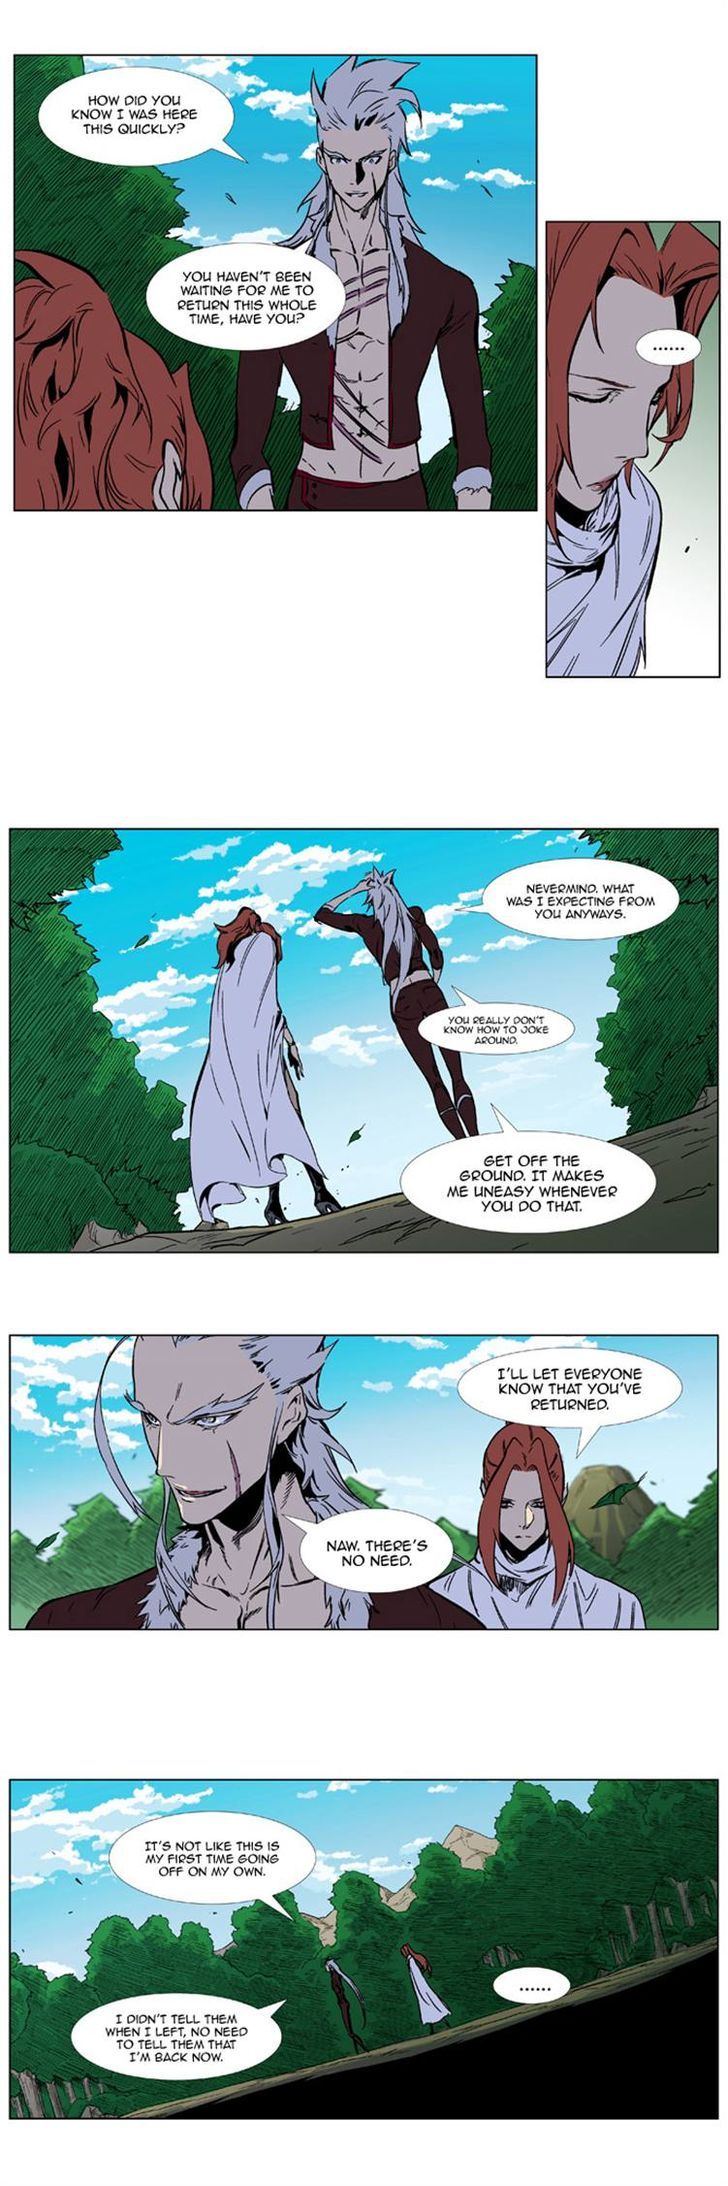 HOW DID YOU
KNOW I WAS HERE
THIS QUICKLY?
YOU HAVEN'T BEEN
WAITING FOR ME TO
RETURN THIS WHOLE
TIME, HAVE YOU?
......
NEVERMIND. WHAT
WAS I EXPECTING FROM
YOU ANYWAYS.
YOU REALLY DON'T
KNOW HOW TO JOKE
AROUND.
GET OFF THE
GROUND. IT MAKES
ME UNEASY WHENEVER
YOU DO THAT.
I'LL LET EVERYONE
KNOW THAT YOU'VE
RETURNED.
NAW. THERE'S
NO NEED.
IT'S NOT LIKE THIS IS
MY FIRST TIME GOING
OFF ON MY OWN.
......
I DIDN'T TELL THEM
WHEN I LEFT, NO NEED
TO TELL THEM THAT
I'M BACK NOW.